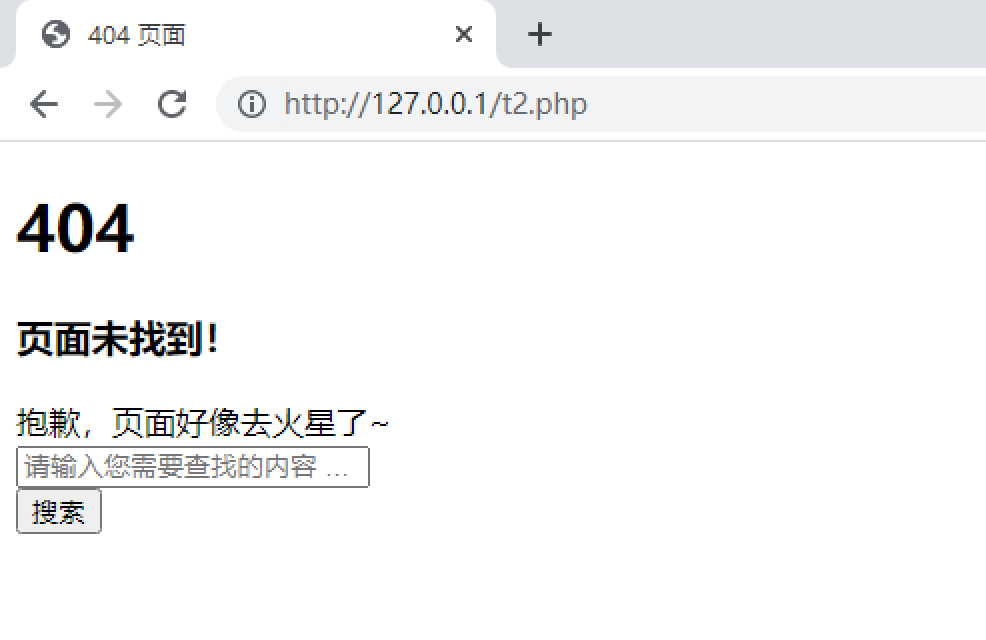 404 页面
http://127.0.0.1/t2.php
404
页面未找到！
抱歉，页面好像去火星了~
请输入您需要查找的内容 ...
搜索